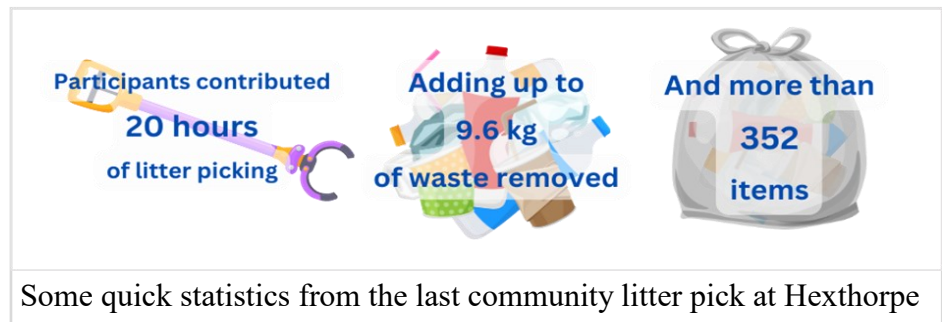 Participants contributed
20 hours
of litter picking
Adding up to
9.6 kg
of waste removed
And more than
352
items
Some quick statistics from the last community litter pick at Hexthorpe